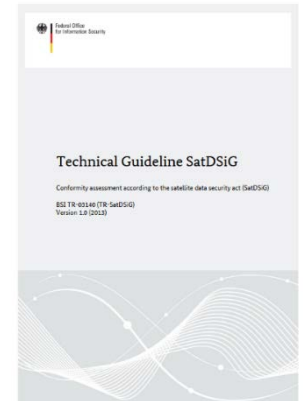 Federal Office
for Information Security
Technical Guideline SatDSiG
Conformity assessment according to the satellite data security act (SatDSiG)
BSI TR-03140 (TR-SatDSiG)
Version 1.0 (2013)